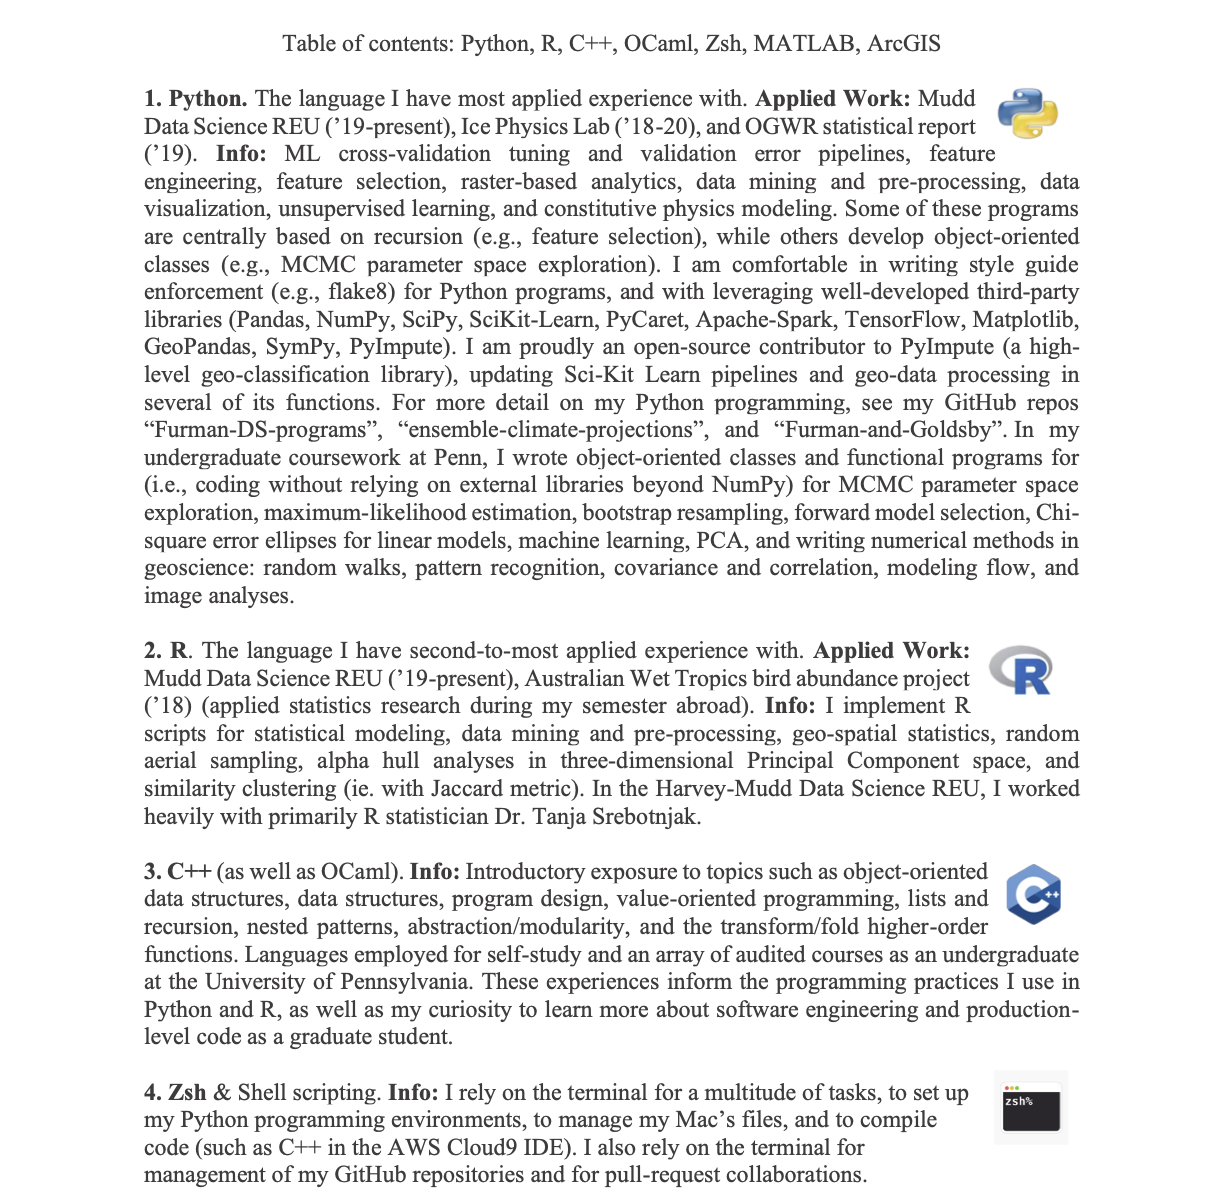 Table of contents: Python, R, C++, OCaml, Zsh, MATLAB, ArcGIS
1. Python. The language I have most applied experience with. Applied Work: Mudd
Data Science REU (’19-present), Ice Physics Lab (’18-20), and OGWR statistical report
(’19). Info: ML cross-validation tuning and validation error pipelines, feature
engineering, feature selection, raster-based analytics, data mining and pre-processing, data
visualization, unsupervised learning, and constitutive physics modeling. Some of these programs
are centrally based on recursion (e.g., feature selection), while others develop object-oriented
classes (e.g., MCMC parameter space exploration). I am comfortable in writing style guide
enforcement (e.g., flake8) for Python programs, and with leveraging well-developed third-party
libraries (Pandas, NumPy, SciPy, SciKit-Learn, PyCaret, Apache-Spark, TensorFlow, Matplotlib,
GeoPandas, SymPy, PyImpute). I am proudly an open-source contributor to PyImpute (a high-
level geo-classification library), updating Sci-Kit Learn pipelines and geo-data processing in
several of its functions. For more detail on my Python programming, see my GitHub repos
“Furman-DS-programs”, “ensemble-climate-projections”, and “Furman-and-Goldsby”. In my
undergraduate coursework at Penn, I wrote object-oriented classes and functional programs for
(i.e., coding without relying on external libraries beyond NumPy) for MCMC parameter space
exploration, maximum-likelihood estimation, bootstrap resampling, forward model selection, Chi-
square error ellipses for linear models, machine learning, PCA, and writing numerical methods in
geoscience: random walks, pattern recognition, covariance and correlation, modeling flow, and
image analyses.
2. R. The language I have second-to-most applied experience with. Applied Work:
Mudd Data Science REU (’19-present), Australian Wet Tropics bird abundance project
(’18) (applied statistics research during my semester abroad). Info: I implement R
scripts for statistical modeling, data mining and pre-processing, geo-spatial statistics, random
aerial sampling, alpha hull analyses in three-dimensional Principal Component space, and
similarity clustering (ie. with Jaccard metric). In the Harvey-Mudd Data Science REU, I worked
heavily with primarily R statistician Dr. Tanja Srebotnjak.
R
3. C++ (as well as OCaml). Info: Introductory exposure to topics such as object-oriented
data structures, data structures, program design, value-oriented programming, lists and
recursion, nested patterns, abstraction/modularity, and the transform/fold higher-order
functions. Languages employed for self-study and an array of audited courses as an undergraduate
at the University of Pennsylvania. These experiences inform the programming practices I use in
Python and R, as well as my curiosity to learn more about software engineering and production-
level code as a graduate student.
C++
4. Zsh & Shell scripting. Info: I rely on the terminal for a multitude of tasks, to set up
my Python programming environments, to manage my Mac’s files, and to compile
code (such as C++ in the AWS Cloud9 IDE). I also rely on the terminal for
management of my GitHub repositories and for pull-request collaborations.
zsh%